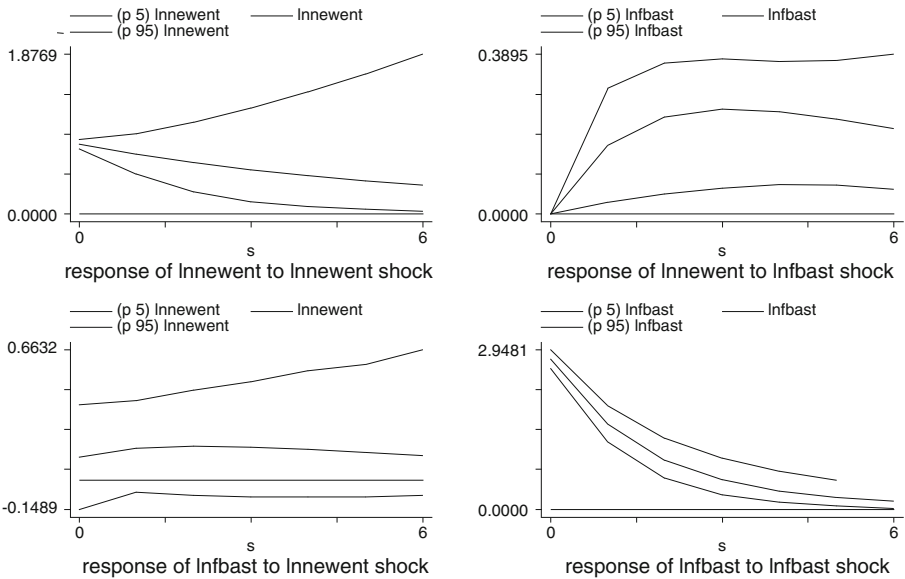 (p 5) lnnewent lnnewent
(p 95) lnnewent
1.8769
0.0000
0 6
s
response of lnnewent to lnnewent shock
(p 5) lnfbast lnfbast
(p 95) lnfbast
0.3895
0.0000
0 6
s
response of lnnewent to lnfbast shock
(p 5) lnnewent lnnewent
(p 95) lnnewent
0.6632
-0.1489
0 6
s
response of lnfbast to lnnewent shock
(p 5) lnfbast lnfbast
(p 95) lnfbast
2.9481
0.0000
0 6
s
response of lnfbast to lnfbast shock